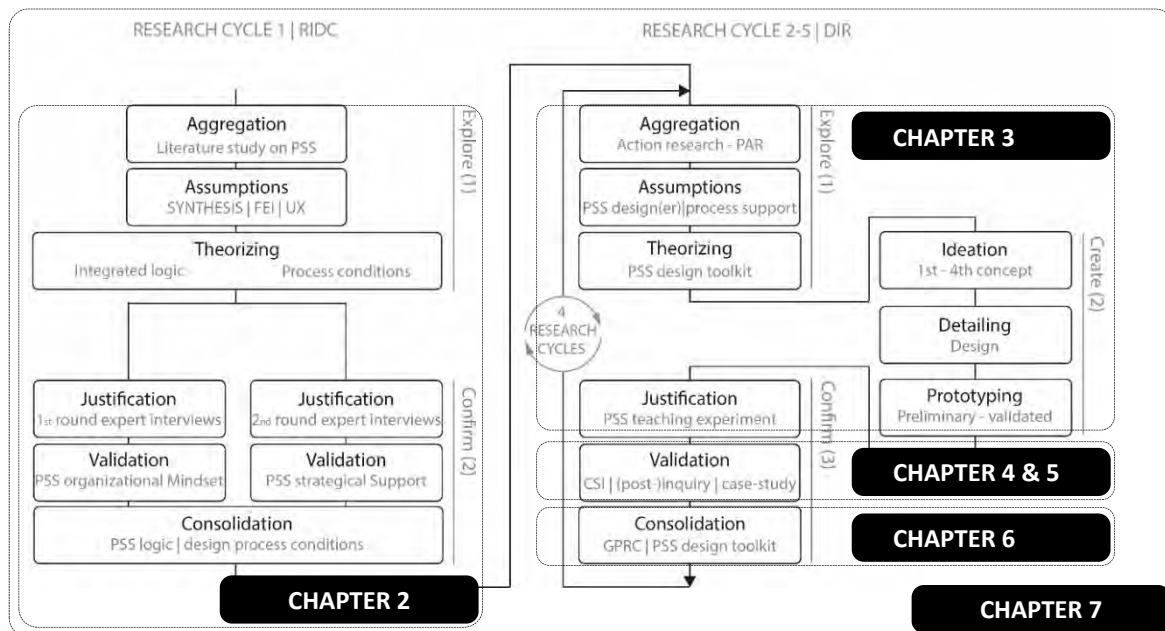 RESEARCH CYCLE 1 | RIDC
Aggregation
Literature study on PSS
Assumptions
SYNTHESIS | FEI | UX
Theorizing
Integrated logic
Process conditions
Explore (1)
Justification
1st round expert interviews
Justification
2nd round expert interviews
Validation
PSS organizational Mindset
Validation
PSS strategical Support
Consolidation
PSS logic | design process conditions
Confirm (2)
CHAPTER 2
RESEARCH CYCLE 2-5 | DIR
Aggregation
Action research - PAR
Assumptions
PSS design(er)|process support
Theorizing
PSS design toolkit
Explore (1)
CHAPTER 3
Ideation
1st - 4th concept
Detailing
Design
Prototyping
Preliminary - validated
Create (2)
4
RESEARCH
CYCLES
Justification
PSS teaching experiment
Validation
CSI | (post-)inquiry | case-study
Consolidation
GPRC | PSS design toolkit
Confirm (3)
CHAPTER 4 & 5
CHAPTER 6
CHAPTER 7